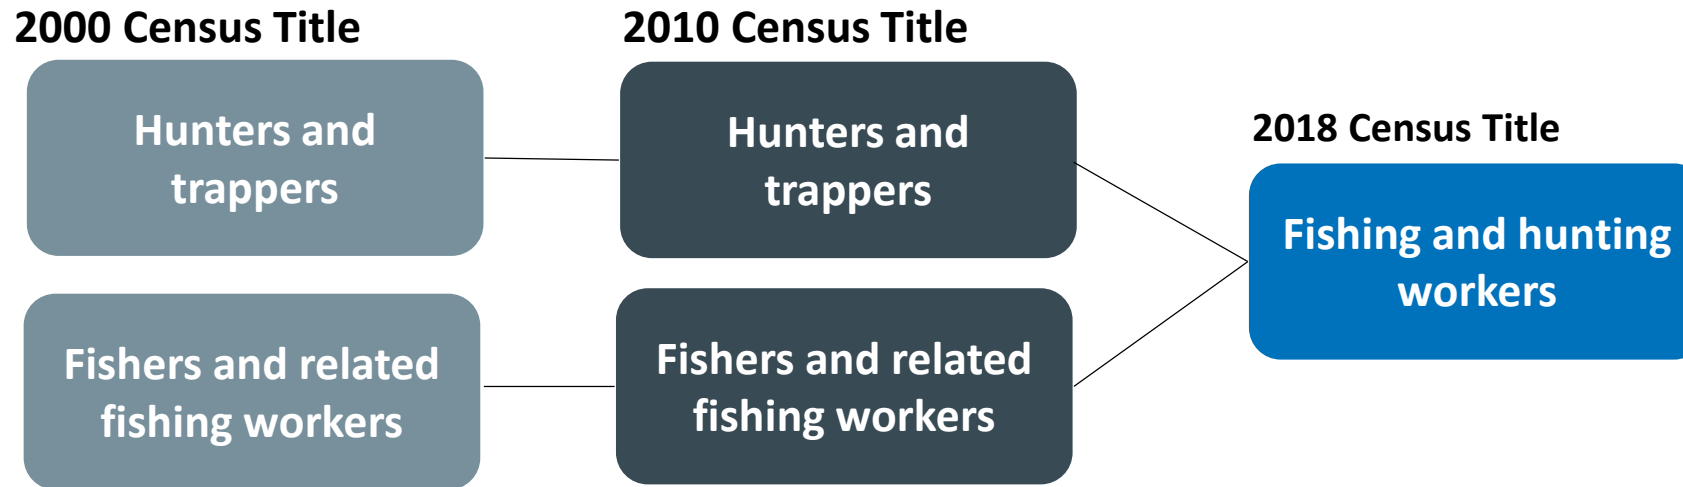 2000 Census Title
Hunters and
trappers
Fishers and related
fishing workers
2010 Census Title
Hunters and
trappers
Fishers and related
fishing workers
2018 Census Title
Fishing and hunting
workers